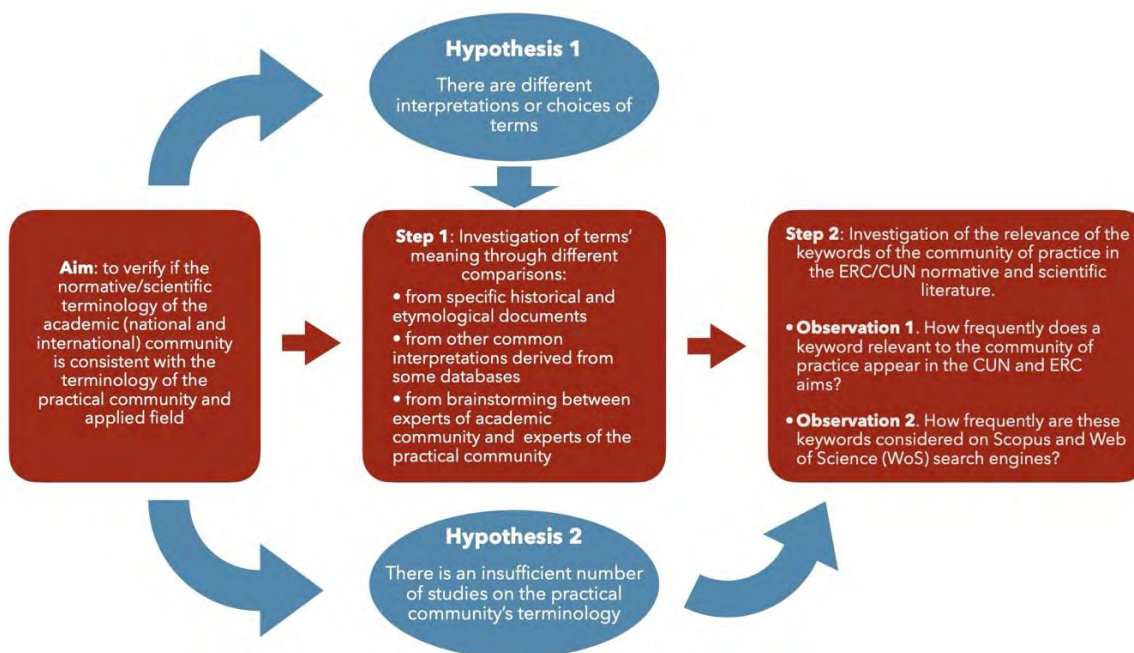 Hypothesis 1
There are different
interpretations or choices of
terms
Aim: to verify if the
normative/scientific
terminology of the
academic (national and
international) community
is consistent with the
terminology of the
practical community and
applied field
Step 1: Investigation of terms’
meaning through different
comparisons:
• from specific historical and
etymological documents
• from other common
interpretations derived from
some databases
• from brainstorming between
experts of academic
community and experts of the
practical community
Step 2: Investigation of the relevance of the
keywords of the community of practice in
the ERC/CUN normative and scientific
literature.
• Observation 1. How frequently does a
keyword relevant to the community of
practice appear in the CUN and ERC
aims?
• Observation 2. How frequently are these
keywords considered on Scopus and Web
of Science (WoS) search engines?
Hypothesis 2
There is an insufficient number
of studies on the practical
community’s terminology